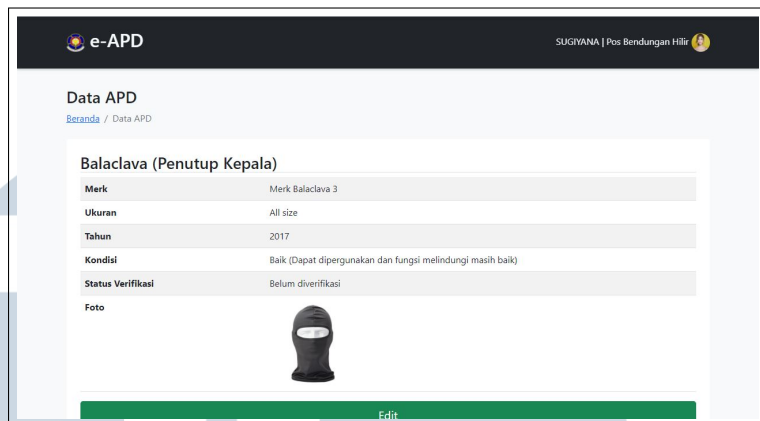 e-APD
SUGIYANA | Pos Bendungan Hilir
Data APD
Beranda / Data APD
Balaclava (Penutup Kepala)
Merk Merk Balaclava 3
Ukuran All size
Tahun 2017
Kondisi Baik (Dapat dipergunakan dan fungsi melindungi masih baik)
Status Verifikasi Belum diverifikasi
Foto
Edit